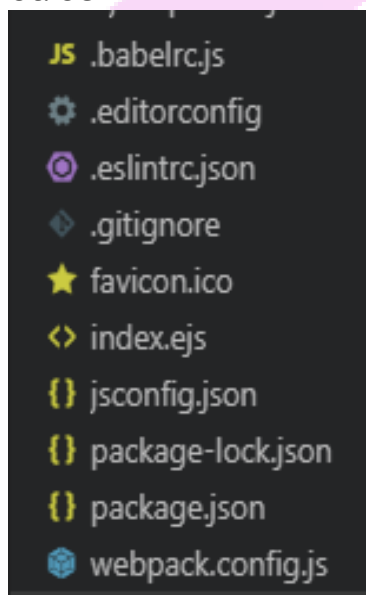 JS .babelrc.js
.editorconfig
.eslintrc.json
.gitignore
favicon.ico
<> index.ejs
{} jsconfig.json
{} package-lock.json
{} package.json
webpack.config.js